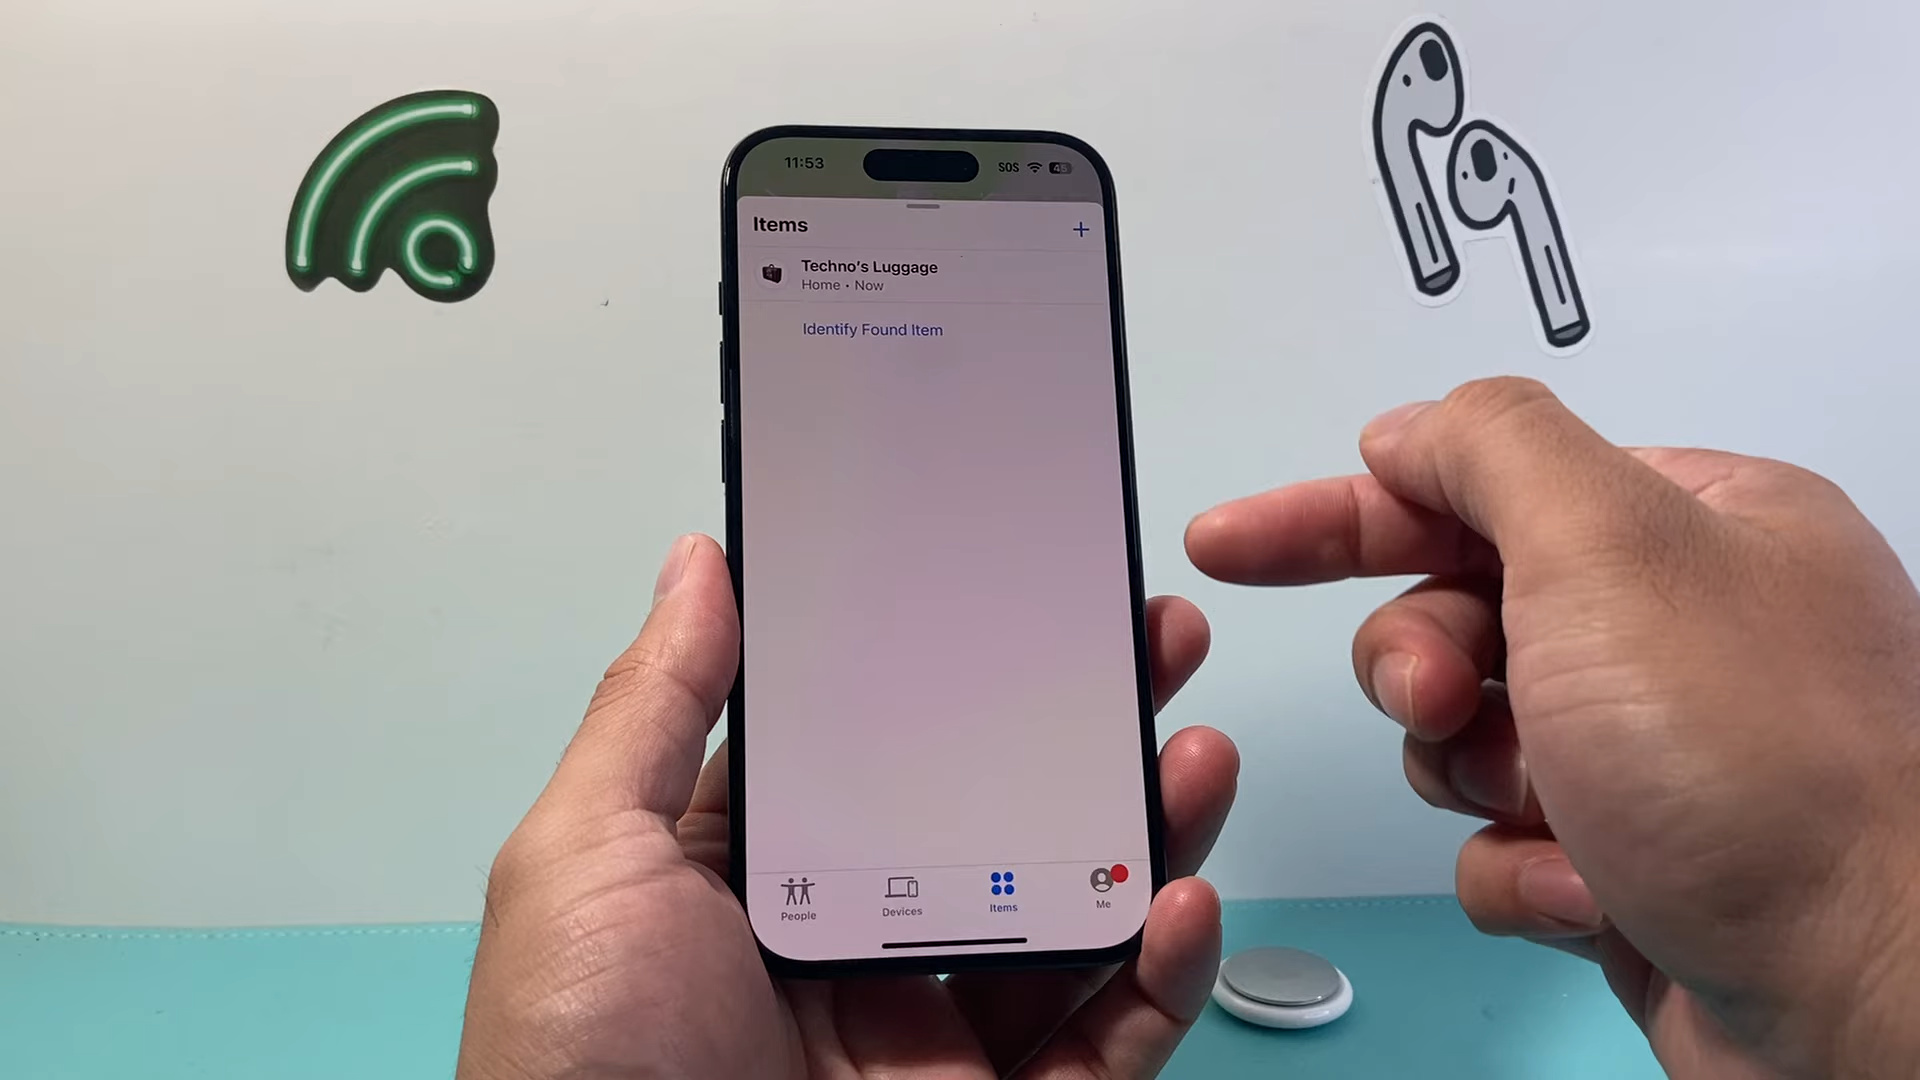 11:53
SOS
Items
Techno's Luggage
Home • Now
Identify Found Item
People
Devices
Items
Me